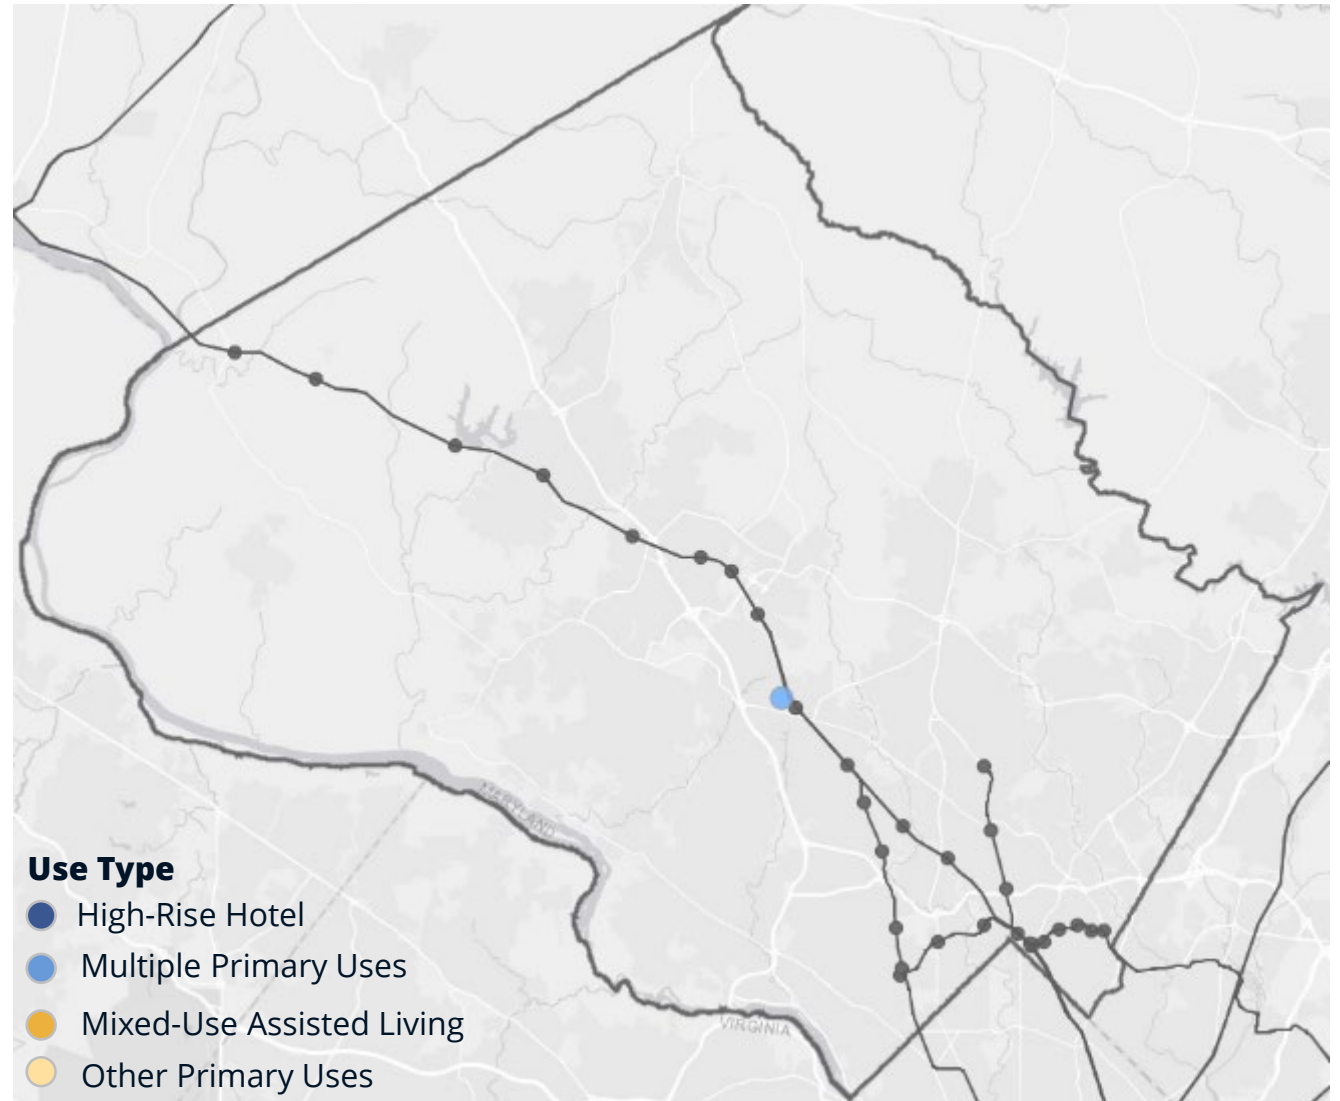 MARYLAND
VIRGINIA
Use Type
High-Rise Hotel
Multiple Primary Uses
Mixed-Use Assisted Living
Other Primary Uses